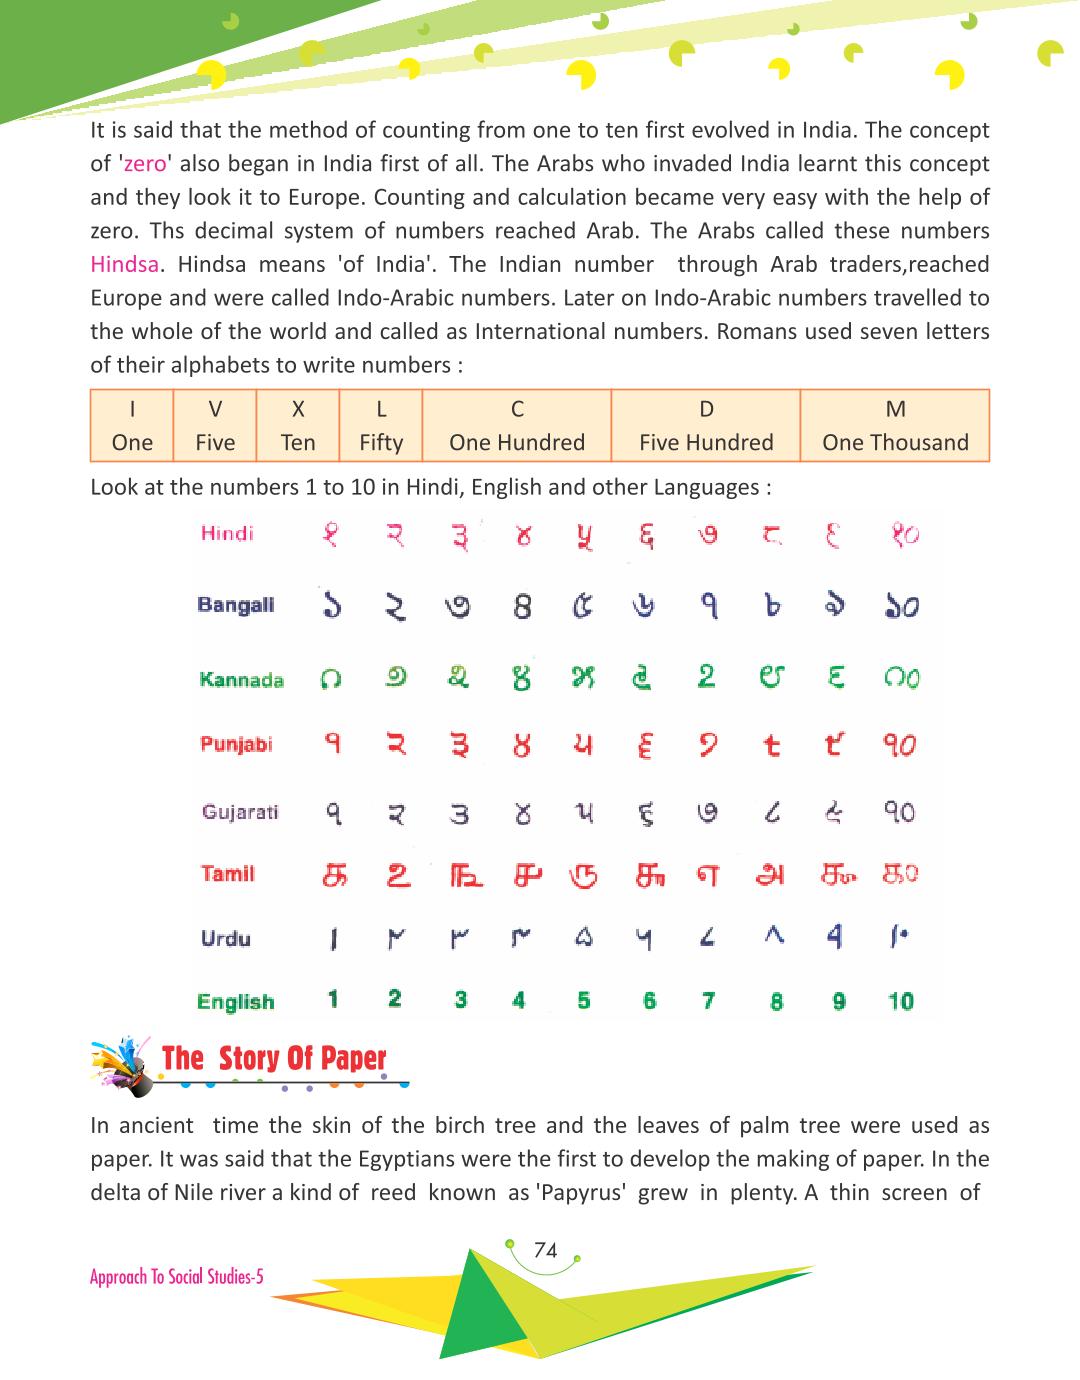 It is said that the method of counting from one to ten first evolved in India. The concept
of 'zero' also began in India first of all. The Arabs who invaded India learnt this concept
and they look it to Europe. Counting and calculation became very easy with the help of
zero. Ths decimal system of numbers reached Arab. The Arabs called these numbers
Hindsa. Hindsa means 'of India'. The Indian number through Arab traders,reached
Europe and were called Indo-Arabic numbers. Later on Indo-Arabic numbers travelled to
the whole of the world and called as International numbers. Romans used seven letters
of their alphabets to write numbers :
I V X L C D M
One Five Ten Fifty One Hundred Five Hundred One Thousand
Look at the numbers 1 to 10 in Hindi, English and other Languages :
Hindi १ २ ३ ४ ५ ६ ७ ८ ९ १०
Bangali ১ ২ ৩ ৪ ৫ ৬ ৭ ৮ ৯ ১০
Kannada ೧ ೨ ೩ ೪ ೫ ೬ ೭ ೮ ೯ ೧೦
Punjabi ੧ ੨ ੩ ੪ ੫ ੬ ੭ ੮ ੯ ੧੦
Gujarati ૧ ૨ ૩ ૪ ૫ ૬ ૭ ૮ ૯ ૧૦
Tamil ௧ ௨ ௩ ௪ ௫ ௬ ௭ ௮ ௯ ௧0
Urdu ۱ ۲ ۳ ۵ ۸ ۱۰
English 1 2 3 4 5 6 7 8 9 10
The Story Of Paper
In ancient time the skin of the birch tree and the leaves of palm tree were used as
paper. It was said that the Egyptians were the first to develop the making of paper. In the
delta of Nile river a kind of reed known as 'Papyrus' grew in plenty. A thin screen of
74
Approach To Social Studies-5